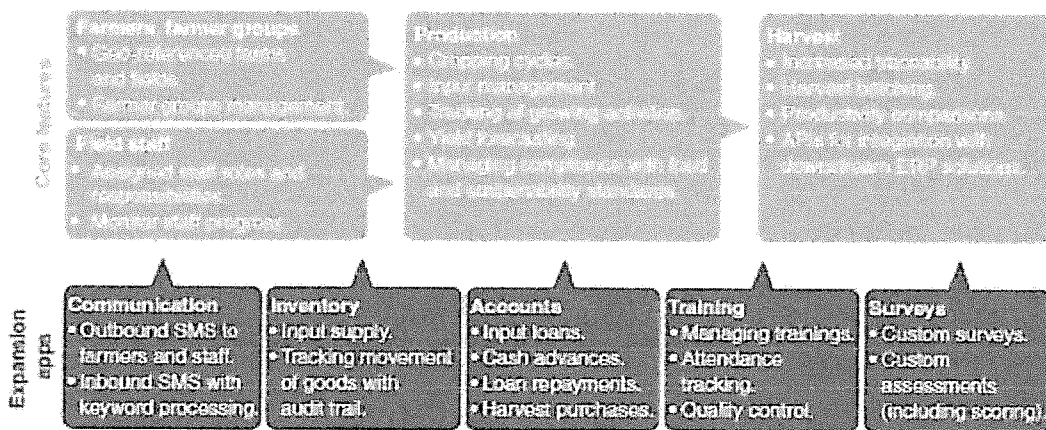 Core features
Farmers, farmer groups
• Geo-referenced farms
and fields.
• Farmer groups management.
Field staff
• Assigned staff roles and
responsibilities.
• Monitor staff progress.
Production
• Cropping cycles.
• Input management.
• Tracking of growing activities.
• Yield forecasting.
• Managing compliance with food
and sustainability standards.
Harvest
• Increased traceability.
• Harvest batching.
• Productivity comparisons.
• APIs for integration with
downstream ERP solutions.
Expansion
apps
Communication
• Outbound SMS to
farmers and staff.
• Inbound SMS with
keyword processing.
Inventory
• Input supply.
• Tracking movement
of goods with
audit trail.
Accounts
• Input loans.
• Cash advances.
• Loan repayments.
• Harvest purchases.
Training
• Managing trainings.
• Attendance
tracking.
• Quality control.
Surveys
• Custom surveys.
• Custom
assessments
(including scoring).